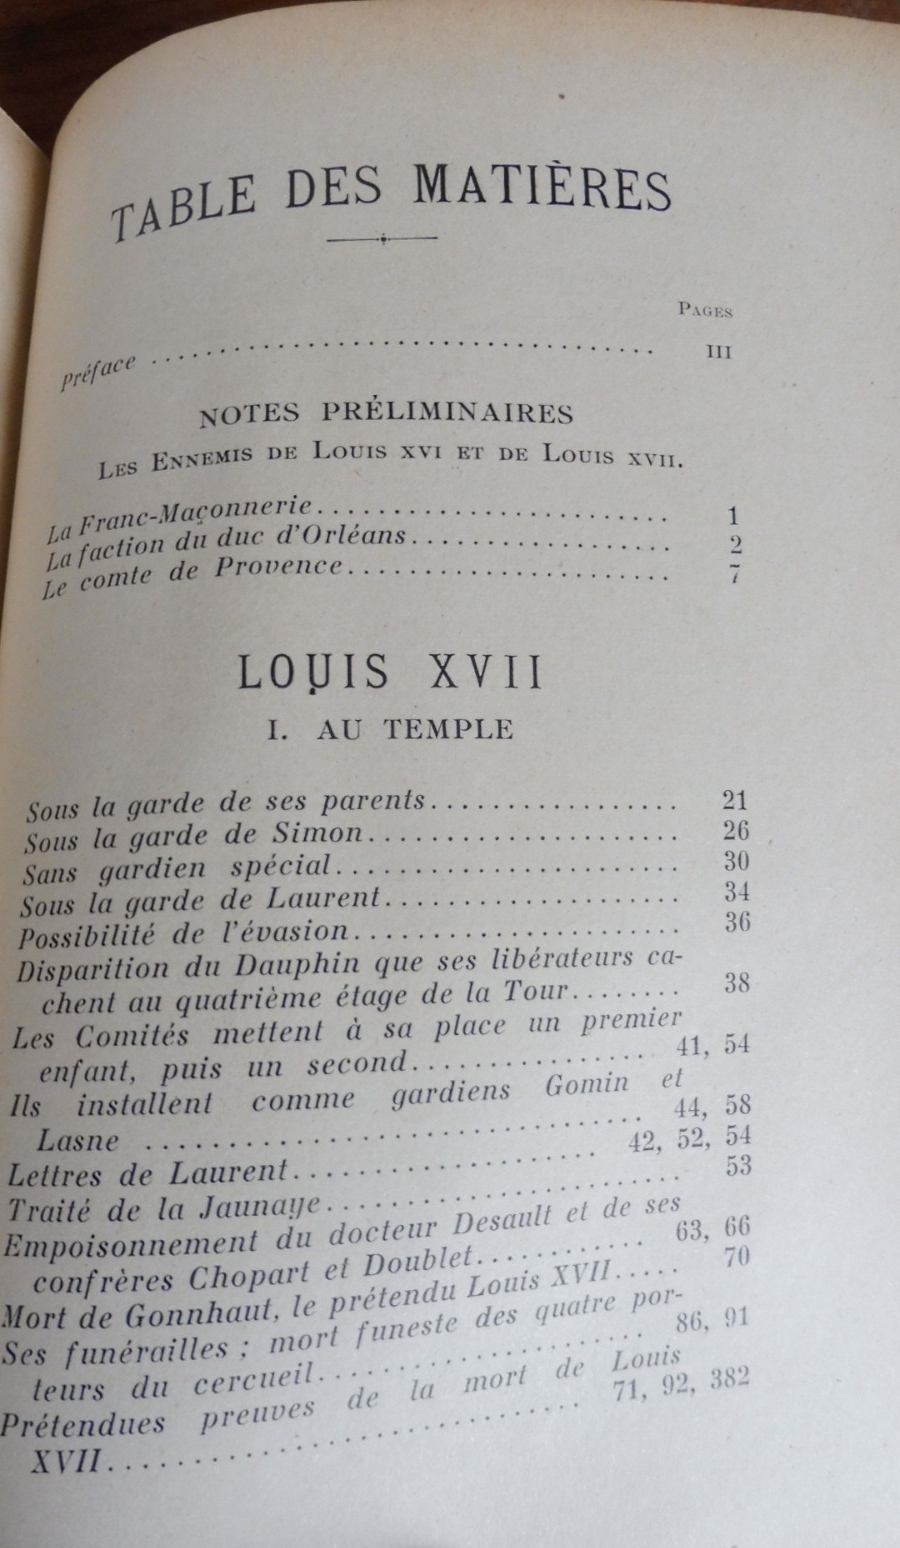 TABLE DES MATIÈRES
PAGES
préface ........................................ III
NOTES PRÉLIMINAIRES
LES ENNEMIS DE LOUIS XVI ET DE LOUIS XVII.
La Franc-Maçonnerie........................ 1
La faction du duc d'Orléans................. 2
Le comte de Provence...................... 7
LOUIS XVII
I. AU TEMPLE
Sous la garde de ses parents................. 21
Sous la garde de Simon..................... 26
Sans gardien spécial........................ 30
Sous la garde de Laurent.................... 34
Possibilité de l'évasion...................... 36
Disparition du Dauphin que ses libérateurs ca-
chent au quatrième étage de la Tour........ 38
Les Comités mettent à sa place un premier
enfant, puis un second................ 41, 54
Ils installent comme gardiens Gomin et
Lasne .............................. 44, 58
Lettres de Laurent..................... 42, 52, 54
Traité de la Jaunaye........................ 53
Empoisonnement du docteur Desault et de ses
confrères Chopart et Doublet............ 63, 66
Mort de Gonnhaut, le prétendu Louis XVII..... 70
Ses funérailles ; mort funeste des quatre por-
teurs du cercueil...................... 86, 91
Prétendues preuves de la mort de Louis
XVII.............................. 71, 92, 382